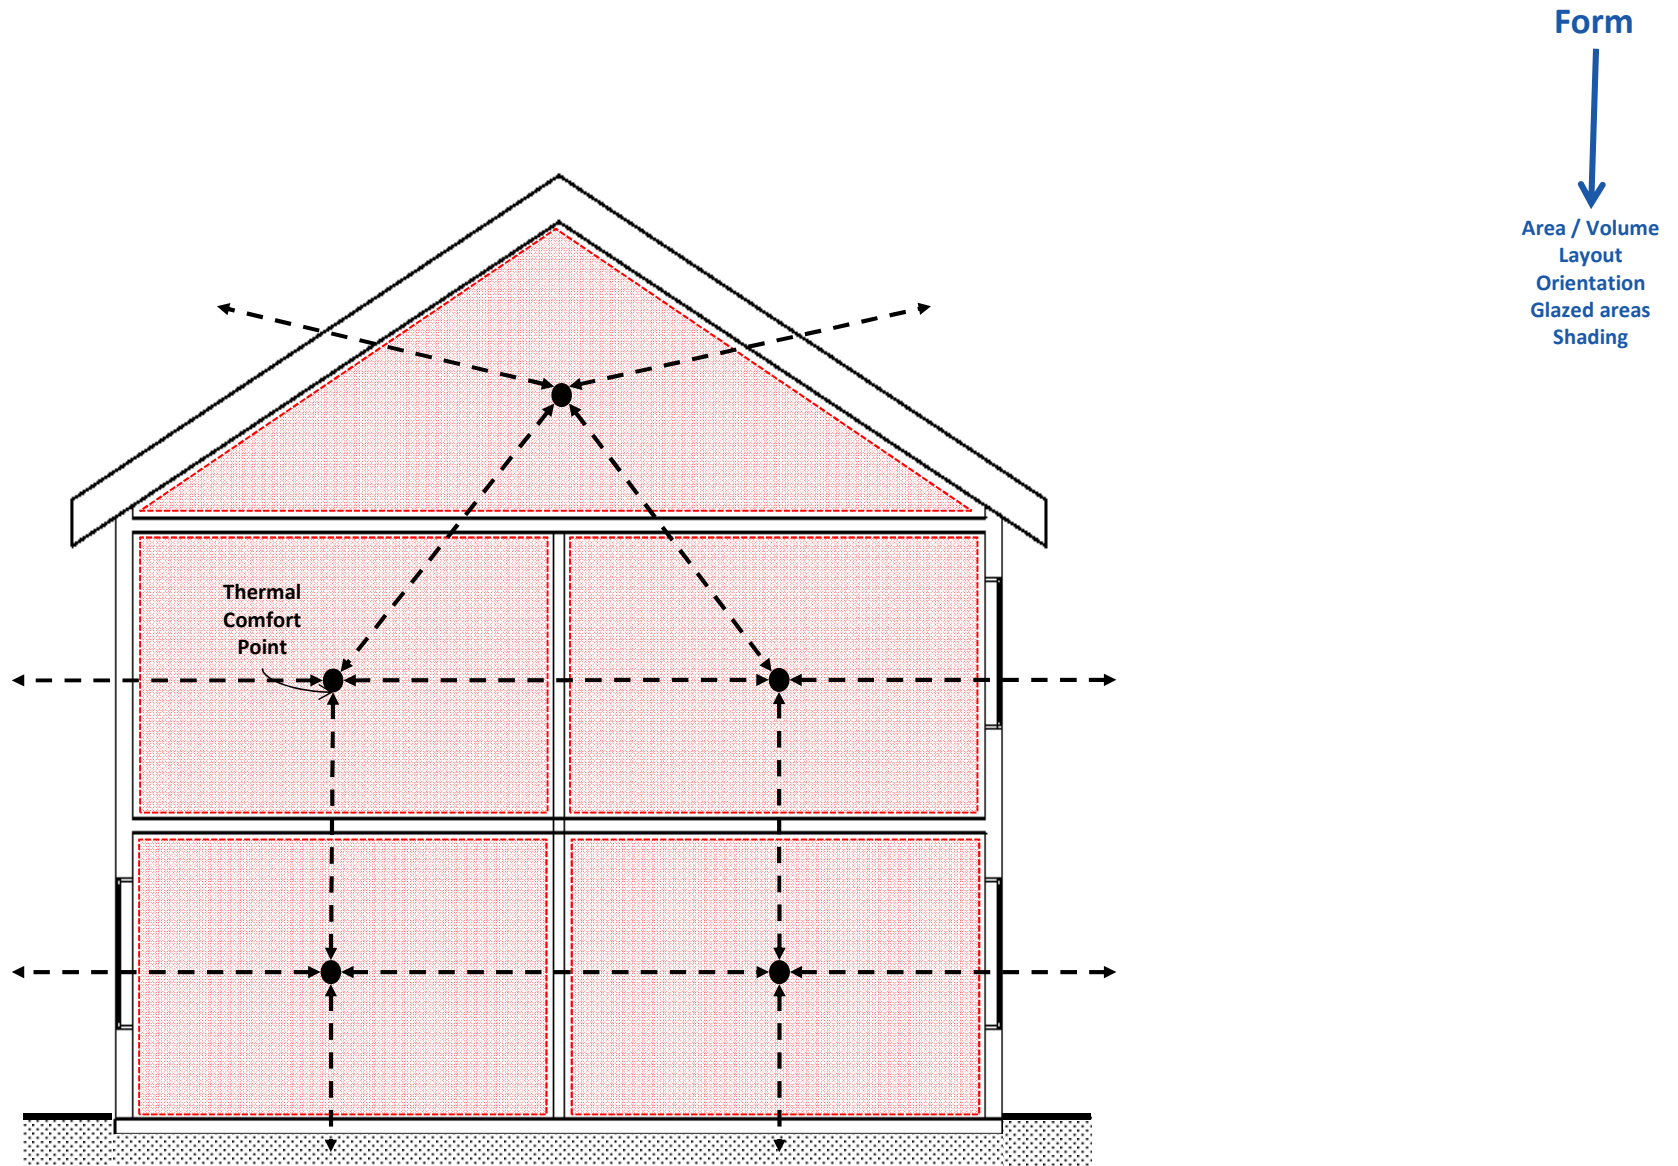 Form
Area / Volume
Layout
Orientation
Glazed areas
Shading
Thermal
Comfort
Point